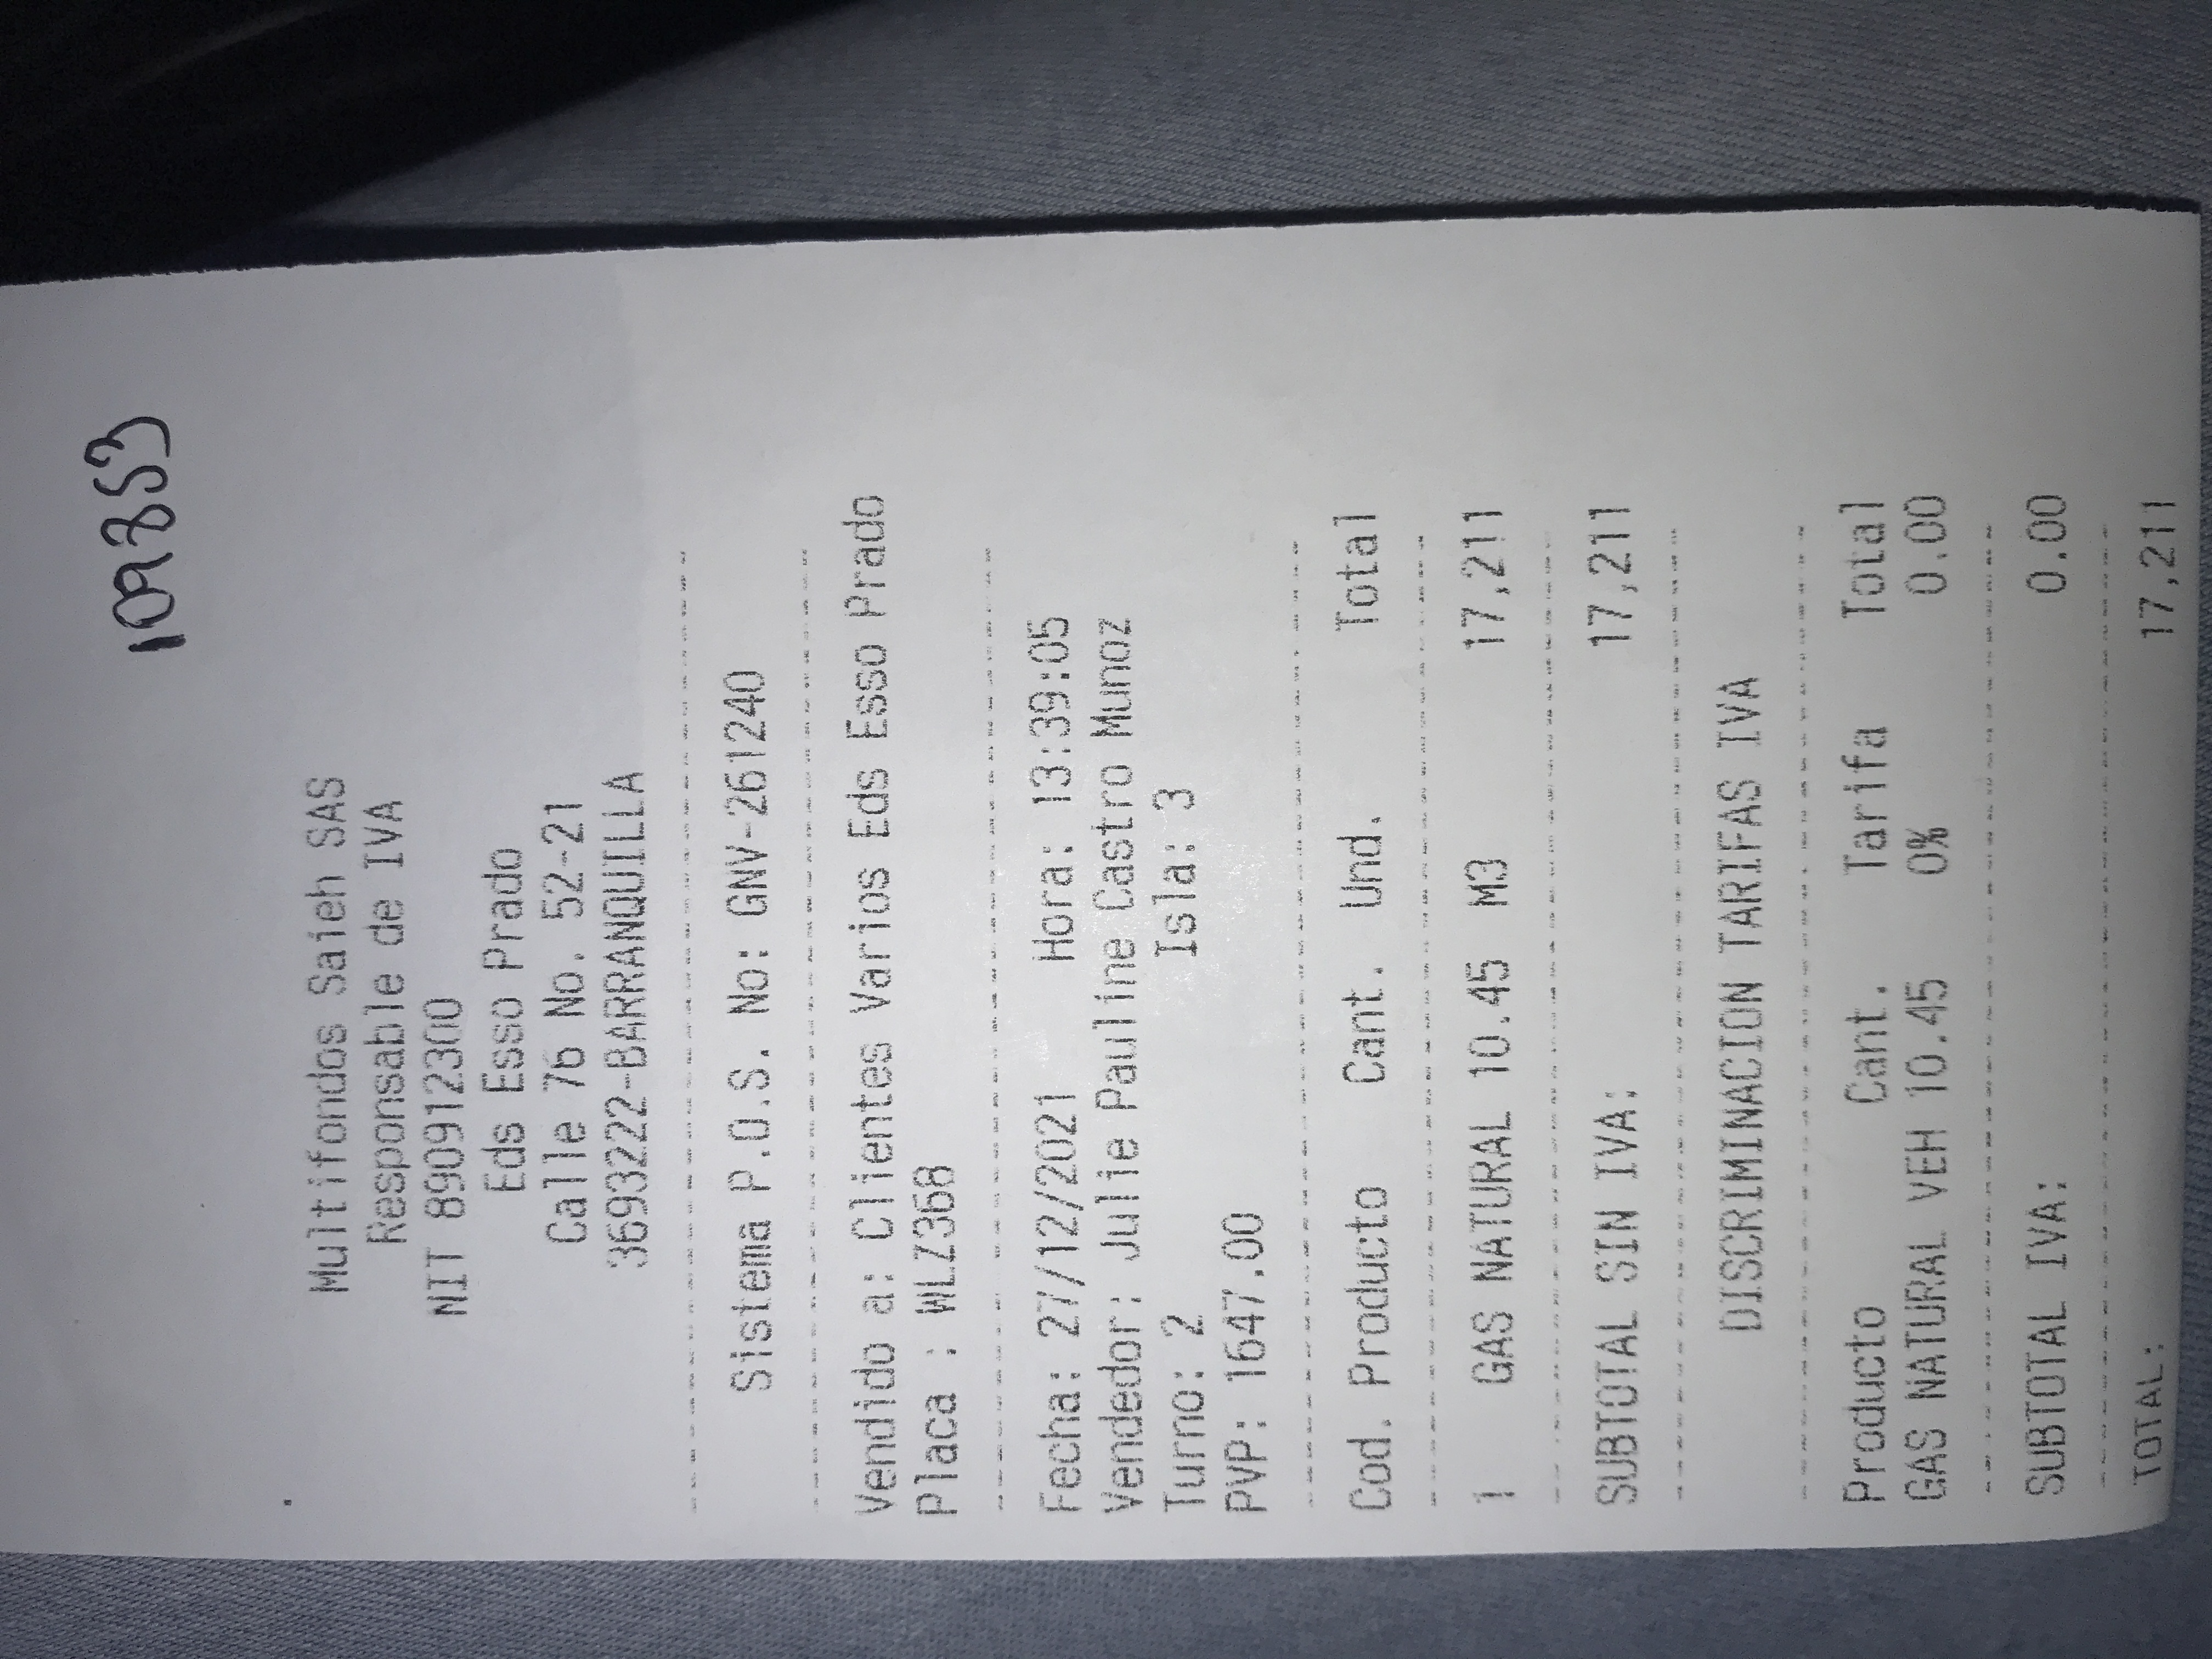 109853
Multifondos Saieh SAS
Responsable de IVA
NIT 890912300
Eds Esso Prado
Calle 76 No. 52-21
3693222-BARRANQUILLA
Sistema P.O.S. No: GNV-261240
Vendido a: Clientes Varios Eds Esso Prado
Placa : WLZ368
Fecha: 27/12/2021 Hora: 13:39:05
Vendedor: Julie Pauline Castro Munoz
Turno: 2 Isla: 3
PVP: 1647.00
Cod. Producto Cant. Und. Total
1 GAS NATURAL 10.45 M3 17,211
SUBTOTAL SIN IVA: 17,211
DISCRIMINACION TARIFAS IVA
Producto Cant. Tarifa Total
GAS NATURAL VEH 10.45 0% 0.00
SUBTOTAL IVA: 0.00
TOTAL: 17,211